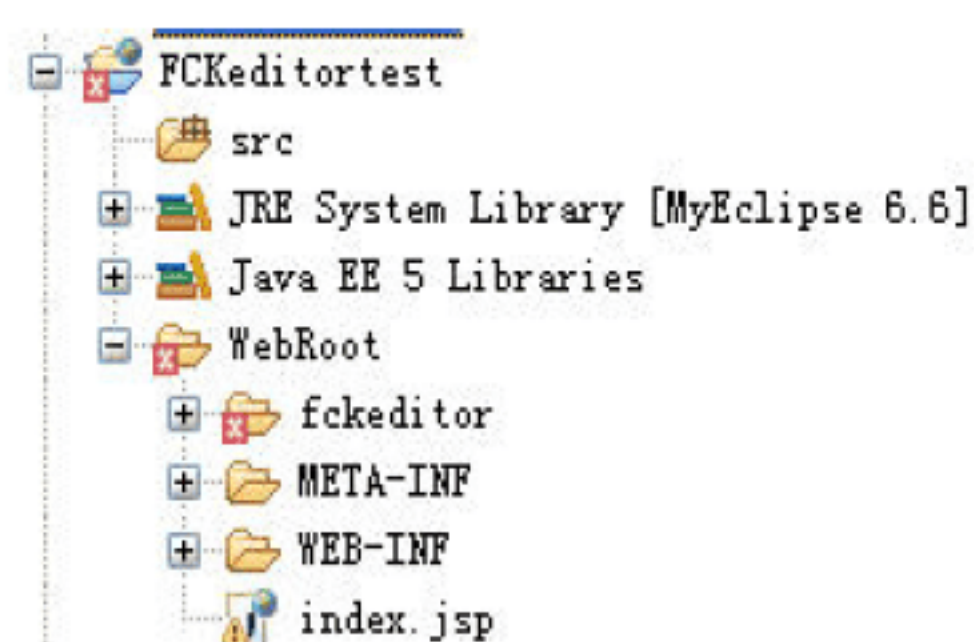 FCKeditortest
src
JRE System Library [MyEclipse 6.6]
Java EE 5 Libraries
WebRoot
fckeditor
META-INF
WEB-INF
index.jsp